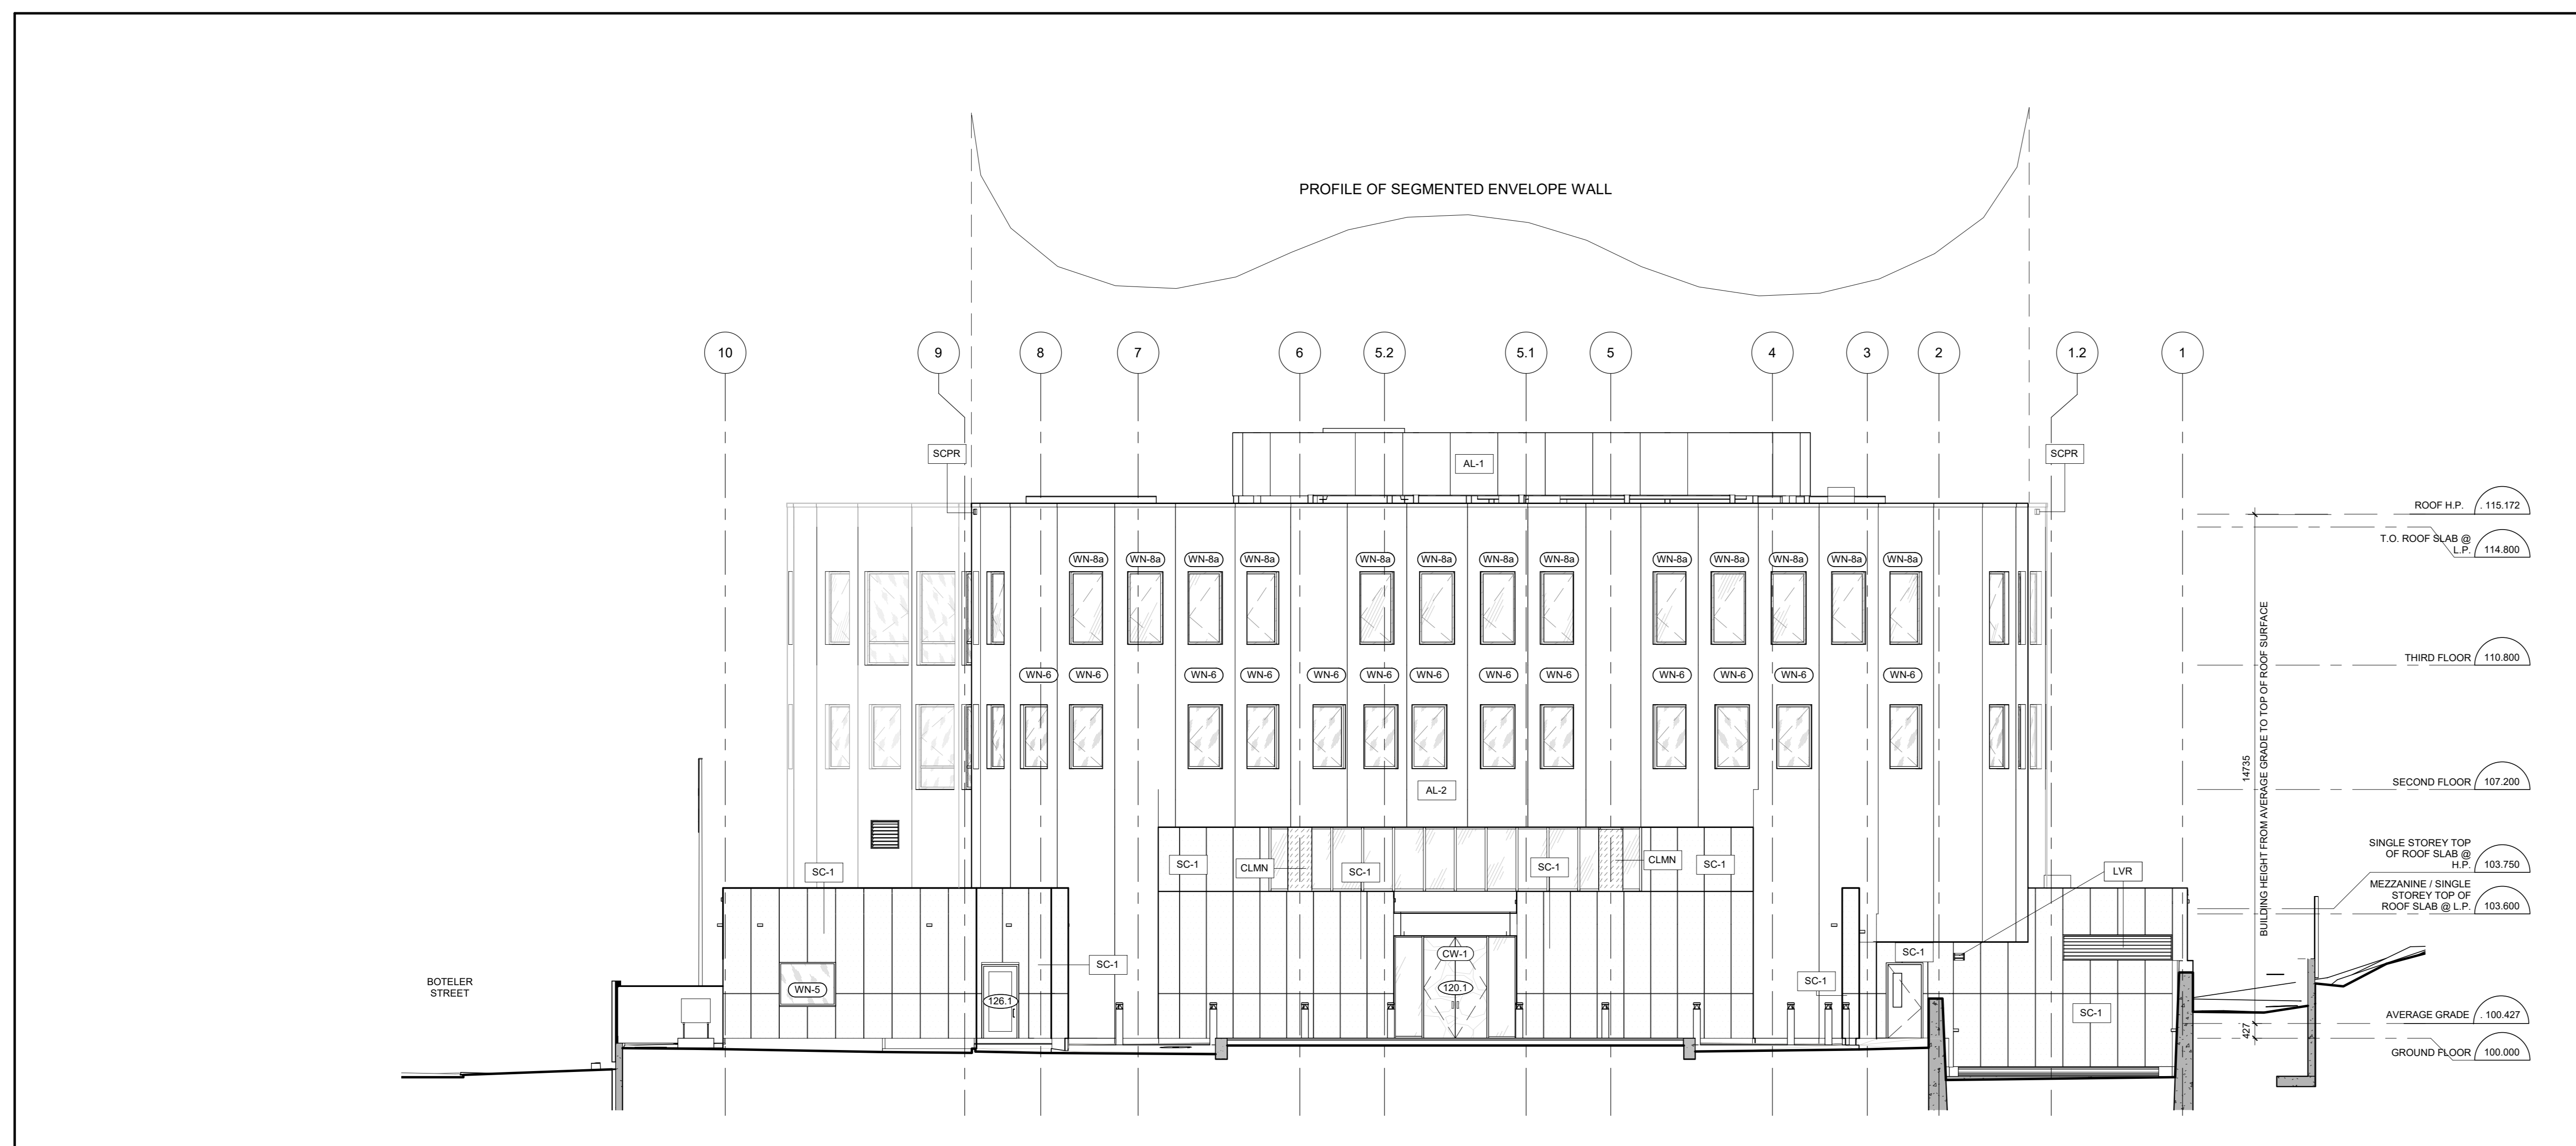 PROFILE OF SEGMENTED ENVELOPE WALL
10
9
8
7
6
5.2
5.1
5
4
3
2
1.2
1
SCPR
AL-1
SCPR
ROOF H.P.
115.172
T.O. ROOF SLAB @
L.P.
114.800
WN-8a
WN-8a
WN-8a
WN-8a
WN-8a
WN-8a
WN-8a
WN-8a
WN-8a
WN-8a
WN-8a
WN-8a
WN-8a
THIRD FLOOR
110.800
WN-6
WN-6
WN-6
WN-6
WN-6
WN-6
WN-6
WN-6
WN-6
WN-6
WN-6
WN-6
WN-6
BUILDING HEIGHT FROM AVERAGE GRADE TO TOP OF ROOF SURFACE
14735
SECOND FLOOR
107.200
AL-2
SINGLE STOREY TOP
OF ROOF SLAB @
H.P.
103.750
SC-1
SC-1
CLMN
SC-1
SC-1
CLMN
SC-1
LVR
MEZZANINE / SINGLE
STOREY TOP OF
ROOF SLAB @ L.P.
103.600
SC-1
CW-1
SC-1
SC-1
BOTELER
STREET
WN-5
126.1
120.1
SC-1
AVERAGE GRADE
100.427
427
GROUND FLOOR
100.000